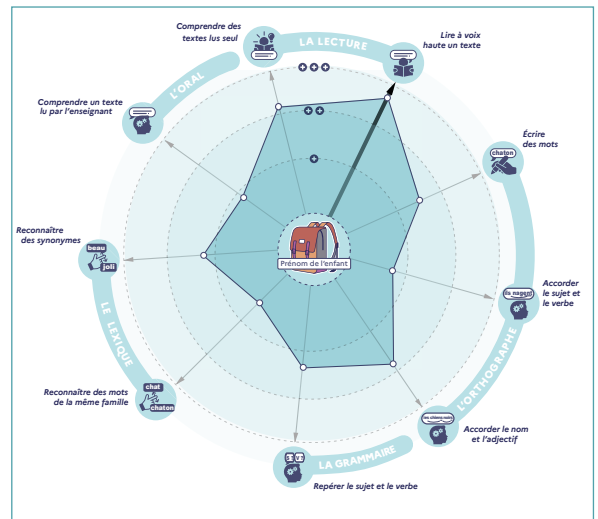 Comprendre des
textes lus seul
LA LECTURE
Lire à voix
haute un texte
L'ORAL
Comprendre un texte
lu par l'enseignant
Écrire
des mots
chaton
Reconnaître
des synonymes
beau
joli
Prénom de l'enfant
Ils nagent
Accorder
le sujet et
le verbe
LE LEXIQUE
L'ORTHOGRAPHE
Reconnaître des mots
de la même famille
chat
chaton
Accorder le nom
et l'adjectif
LA GRAMMAIRE
Repérer le sujet et le verbe